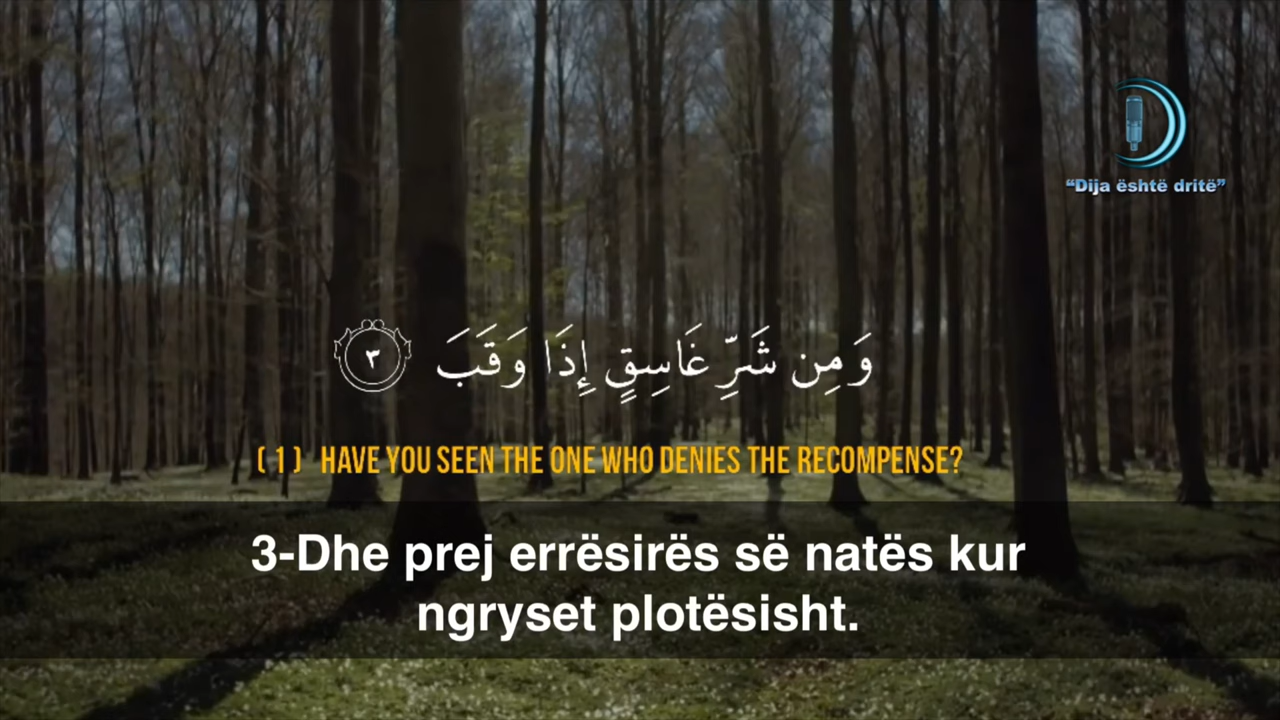 “Dija është dritë”
وَمِن شَرِّ غَاسِقٍ إِذَا وَقَبَ ٣
( 1 ) HAVE YOU SEEN THE ONE WHO DENIES THE RECOMPENSE?
3-Dhe prej errësirës së natës kur
ngryset plotësisht.